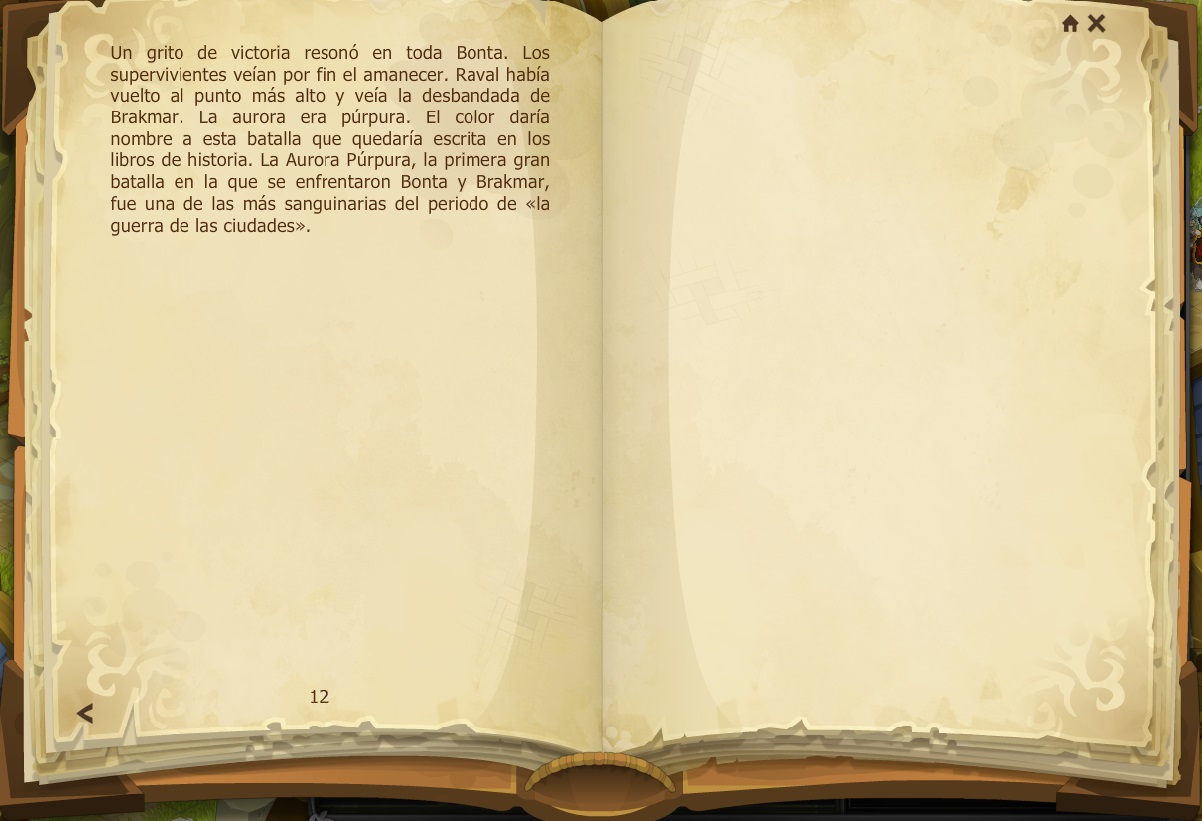 Un grito de victoria resonó en toda Bonta. Los
supervivientes veían por fin el amanecer. Raval había
vuelto al punto más alto y veía la desbandada de
Brakmar. La aurora era púrpura. El color daría
nombre a esta batalla que quedaría escrita en los
libros de historia. La Aurora Púrpura, la primera gran
batalla en la que se enfrentaron Bonta y Brakmar,
fue una de las más sanguinarias del periodo de «la
guerra de las ciudades».
12